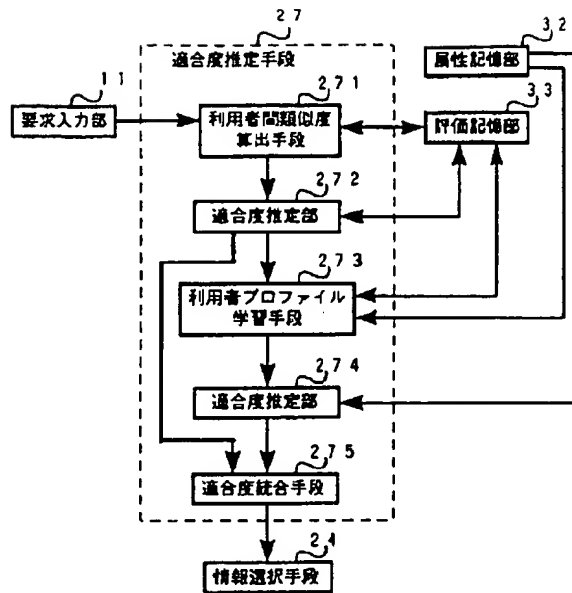 27
適合度推定手段
32
属性記憶部
11
要求入力部
271
利用者間類似度
算出手段
33
評価記憶部
272
適合度推定部
273
利用者プロファイル
学習手段
274
適合度推定部
275
適合度統合手段
24
情報選択手段